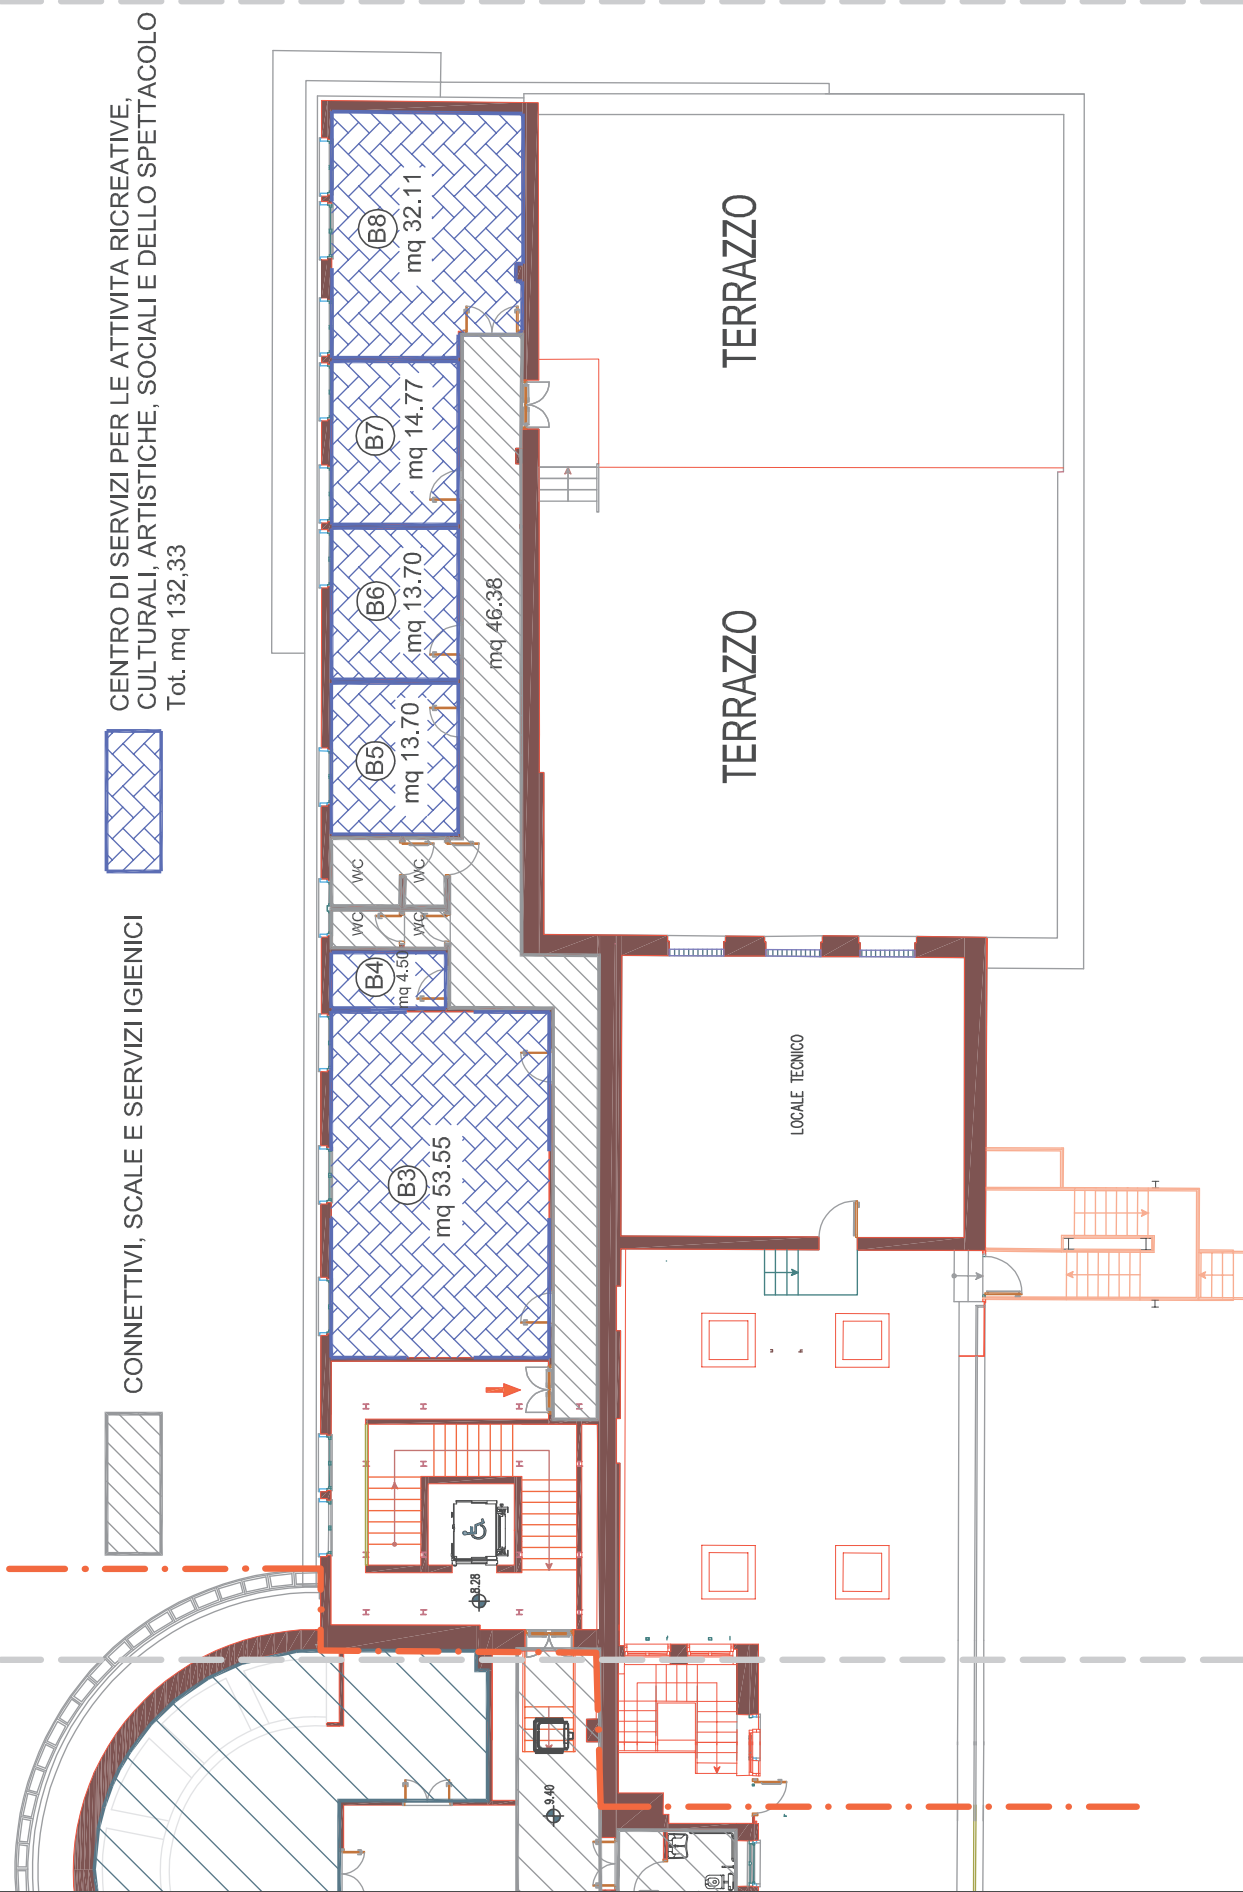 CENTRO DI SERVIZI PER LE ATTIVITA RICREATIVE,
CULTURALI, ARTISTICHE, SOCIALI E DELLO SPETTACOLO
Tot. mq 132,33
CONNETTIVI, SCALE E SERVIZI IGIENICI
B8
mq 32.11
B7
mq 14.77
B6
mq 13.70
B5
mq 13.70
mq 46.38
WC
WC
WC
WC
B4
mq 4.50
B3
mq 53.55
TERRAZZO
TERRAZZO
LOCALE TECNICO
8.28
9.40
H
H
H
H
H
H
H
H
H
H
H
H